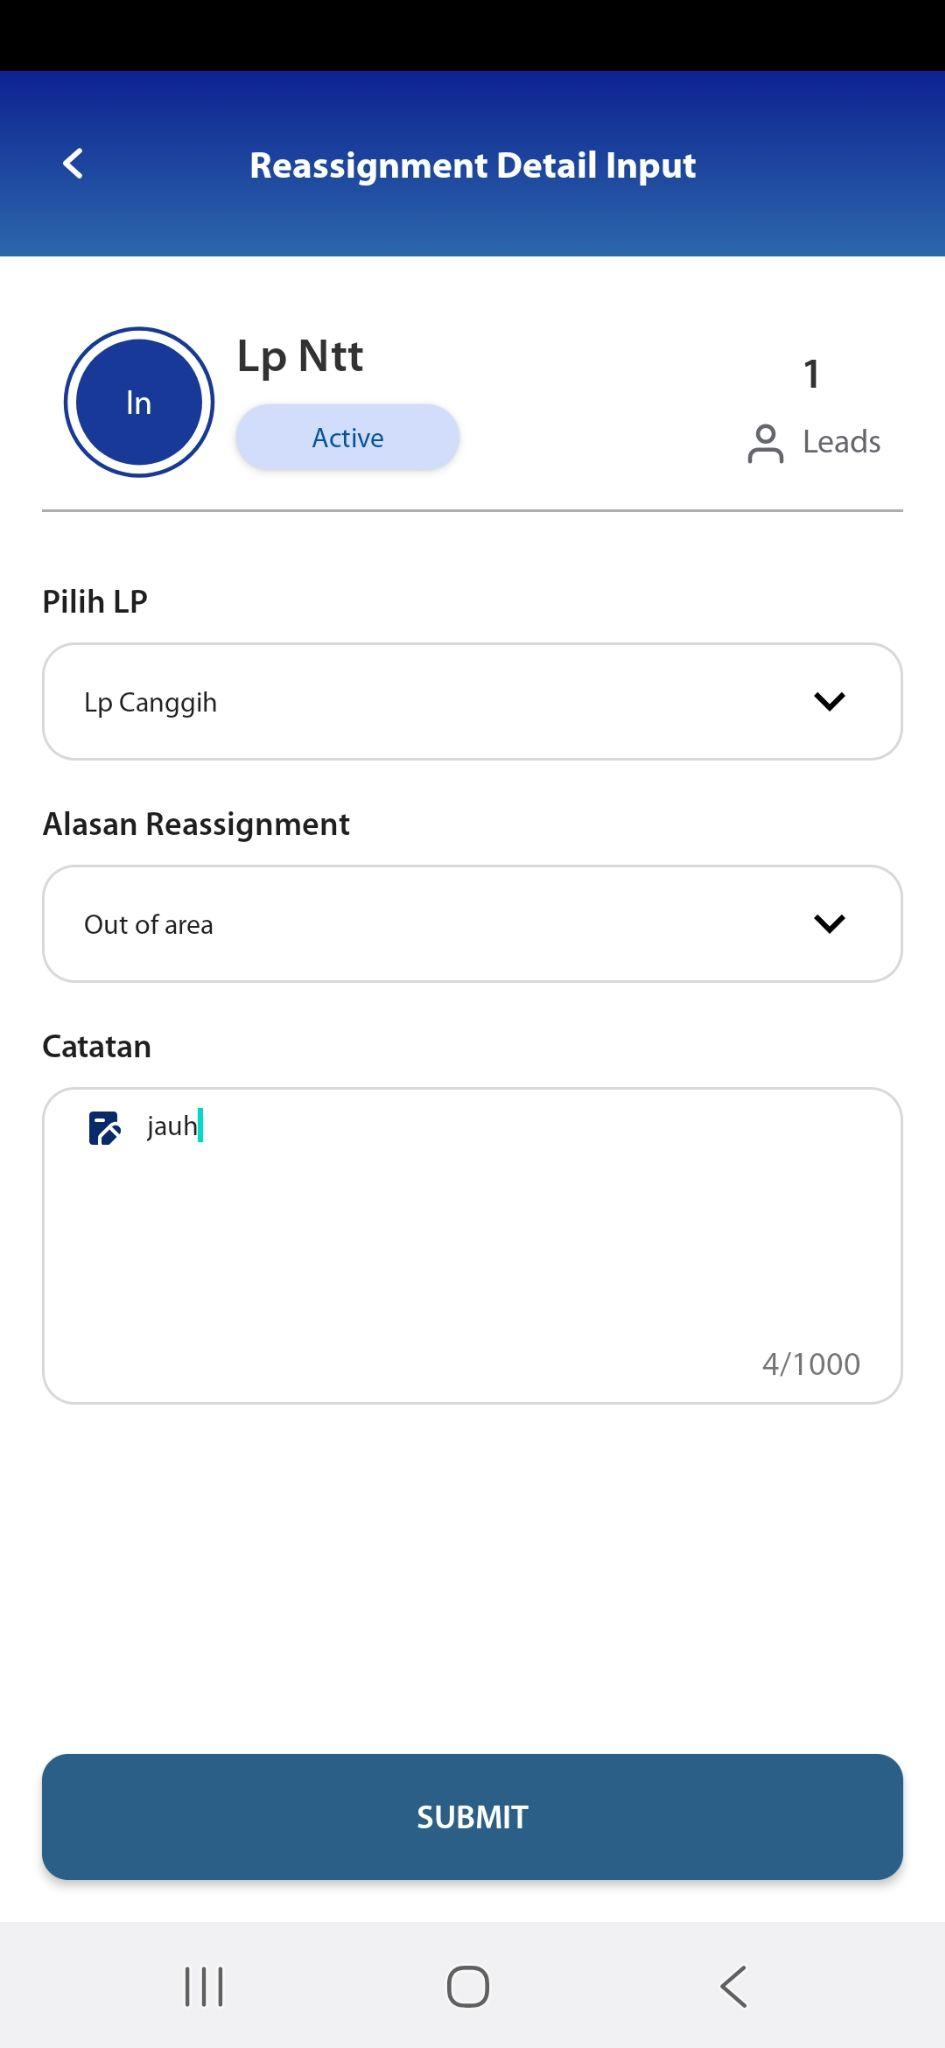 Reassignment Detail Input
In
Lp Ntt
Active
1
Leads
Pilih LP
Lp Canggih
Alasan Reassignment
Out of area
Catatan
jauh
4/1000
SUBMIT